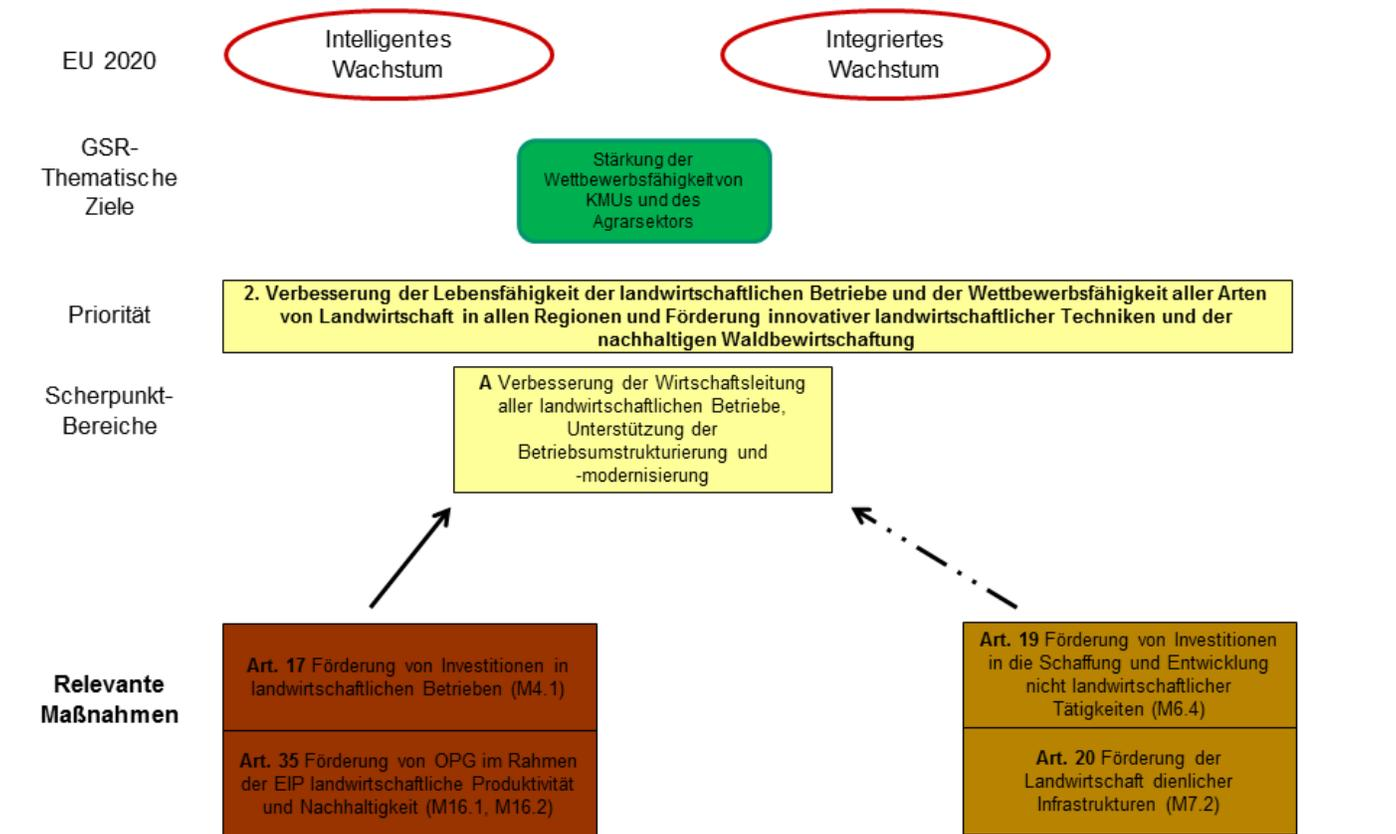 EU 2020
Intelligentes
Wachstum
Integriertes
Wachstum
GSR-
Thematische
Ziele
Stärkung der
Wettbewerbsfähigkeit von
KMUs und des
Agrarsektors
Priorität
2. Verbesserung der Lebensfähigkeit der landwirtschaftlichen Betriebe und der Wettbewerbsfähigkeit aller Arten
von Landwirtschaft in allen Regionen und Förderung innovativer landwirtschaftlicher Techniken und der
nachhaltigen Waldbewirtschaftung
Scherpunkt-
Bereiche
A Verbesserung der Wirtschaftsleitung
aller landwirtschaftlichen Betriebe,
Unterstützung der
Betriebsumstrukturierung und
-modernisierung
Relevante
Maßnahmen
Art. 17 Förderung von Investitionen in
landwirtschaftlichen Betrieben (M4.1)
Art. 35 Förderung von OPG im Rahmen
der EIP landwirtschaftliche Produktivität
und Nachhaltigkeit (M16.1, M16.2)
Art. 19 Förderung von Investitionen
in die Schaffung und Entwicklung
nicht landwirtschaftlicher
Tätigkeiten (M6.4)
Art. 20 Förderung der
Landwirtschaft dienlicher
Infrastrukturen (M7.2)